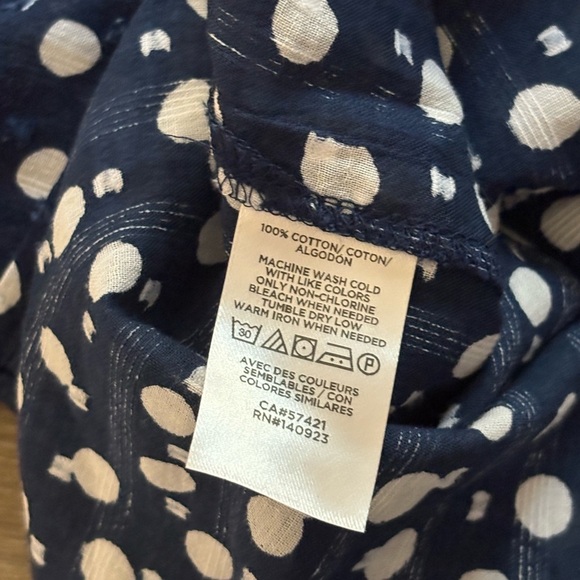 100% COTTON/ COTON/
ALGODON
MACHINE WASH COLD
WITH LIKE COLORS
ONLY NON-CHLORINE
BLEACH WHEN NEEDED
TUMBLE DRY LOW
WARM IRON WHEN NEEDED
30 P
AVEC DES COULEURS
SEMBLABLES / CON
COLORES SIMILARES
CA#57421
RN#140923